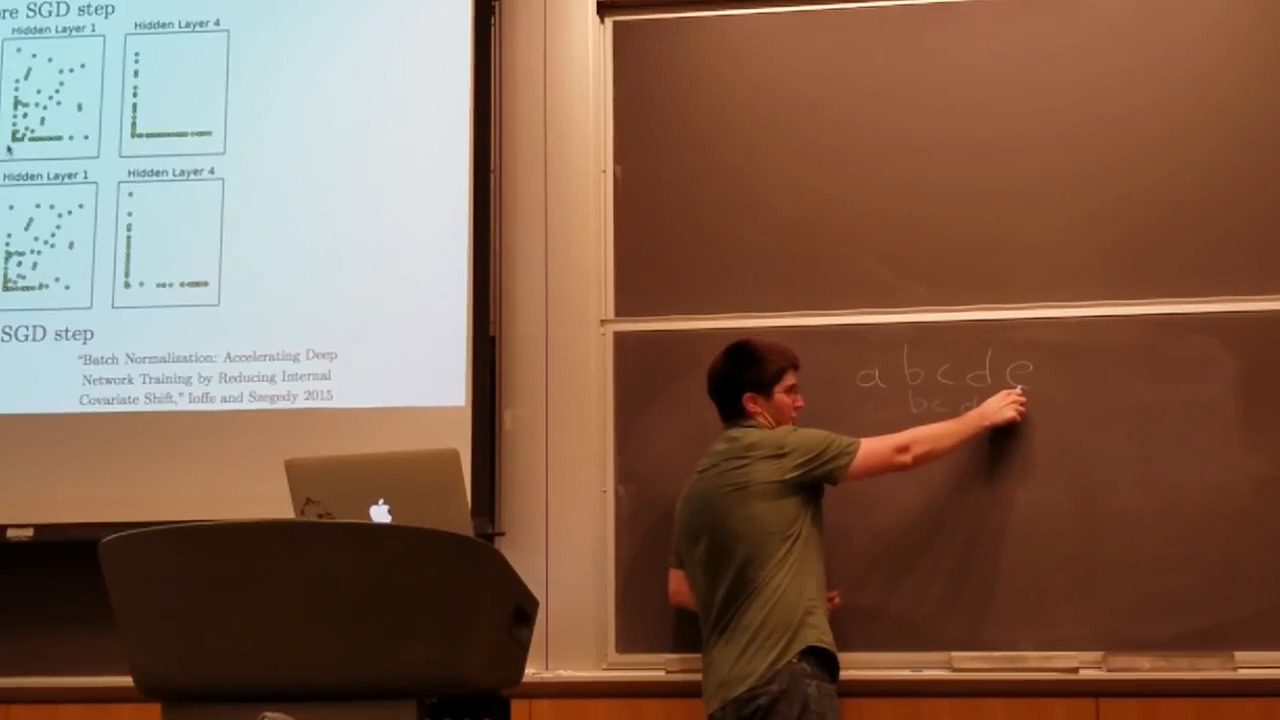 re SGD step
Hidden Layer 1
Hidden Layer 4
Hidden Layer 1
Hidden Layer 4
SGD step
“Batch Normalization: Accelerating Deep
Network Training by Reducing Internal
Covariate Shift,” Ioffe and Szegedy 2015
a b c d e
b c d